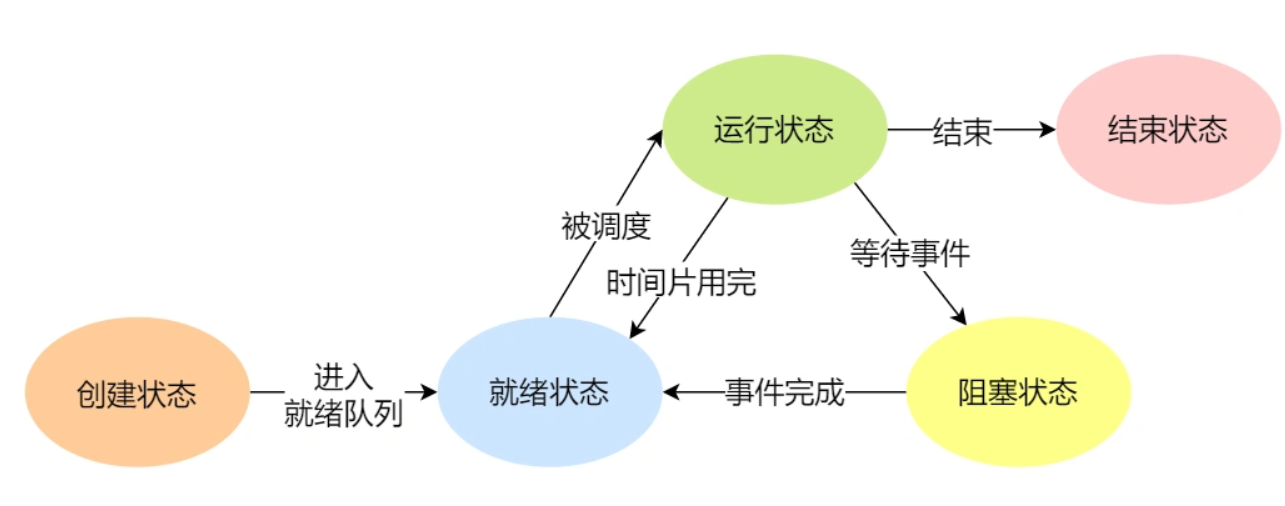 运行状态
结束
结束状态
被调度
时间片用完
等待事件
创建状态
进入
就绪队列
就绪状态
事件完成
阻塞状态